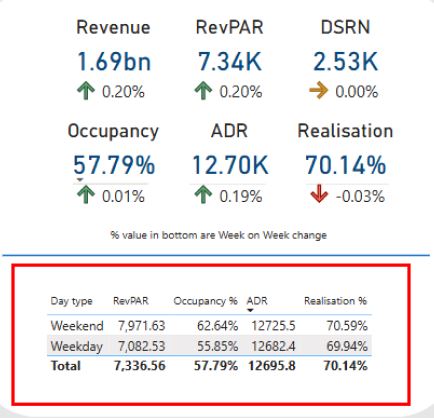 Revenue RevPAR DSRN
1.69bn 7.34K 2.53K
0.20% 0.20% 0.00%
Occupancy ADR Realisation
57.79% 12.70K 70.14%
0.01% 0.19% -0.03%
% value in bottom are Week on Week change
Day type RevPAR Occupancy % ADR Realisation %
Weekend 7,971.63 62.64% 12725.5 70.59%
Weekday 7,082.53 55.85% 12682.4 69.94%
Total 7,336.56 57.79% 12695.8 70.14%